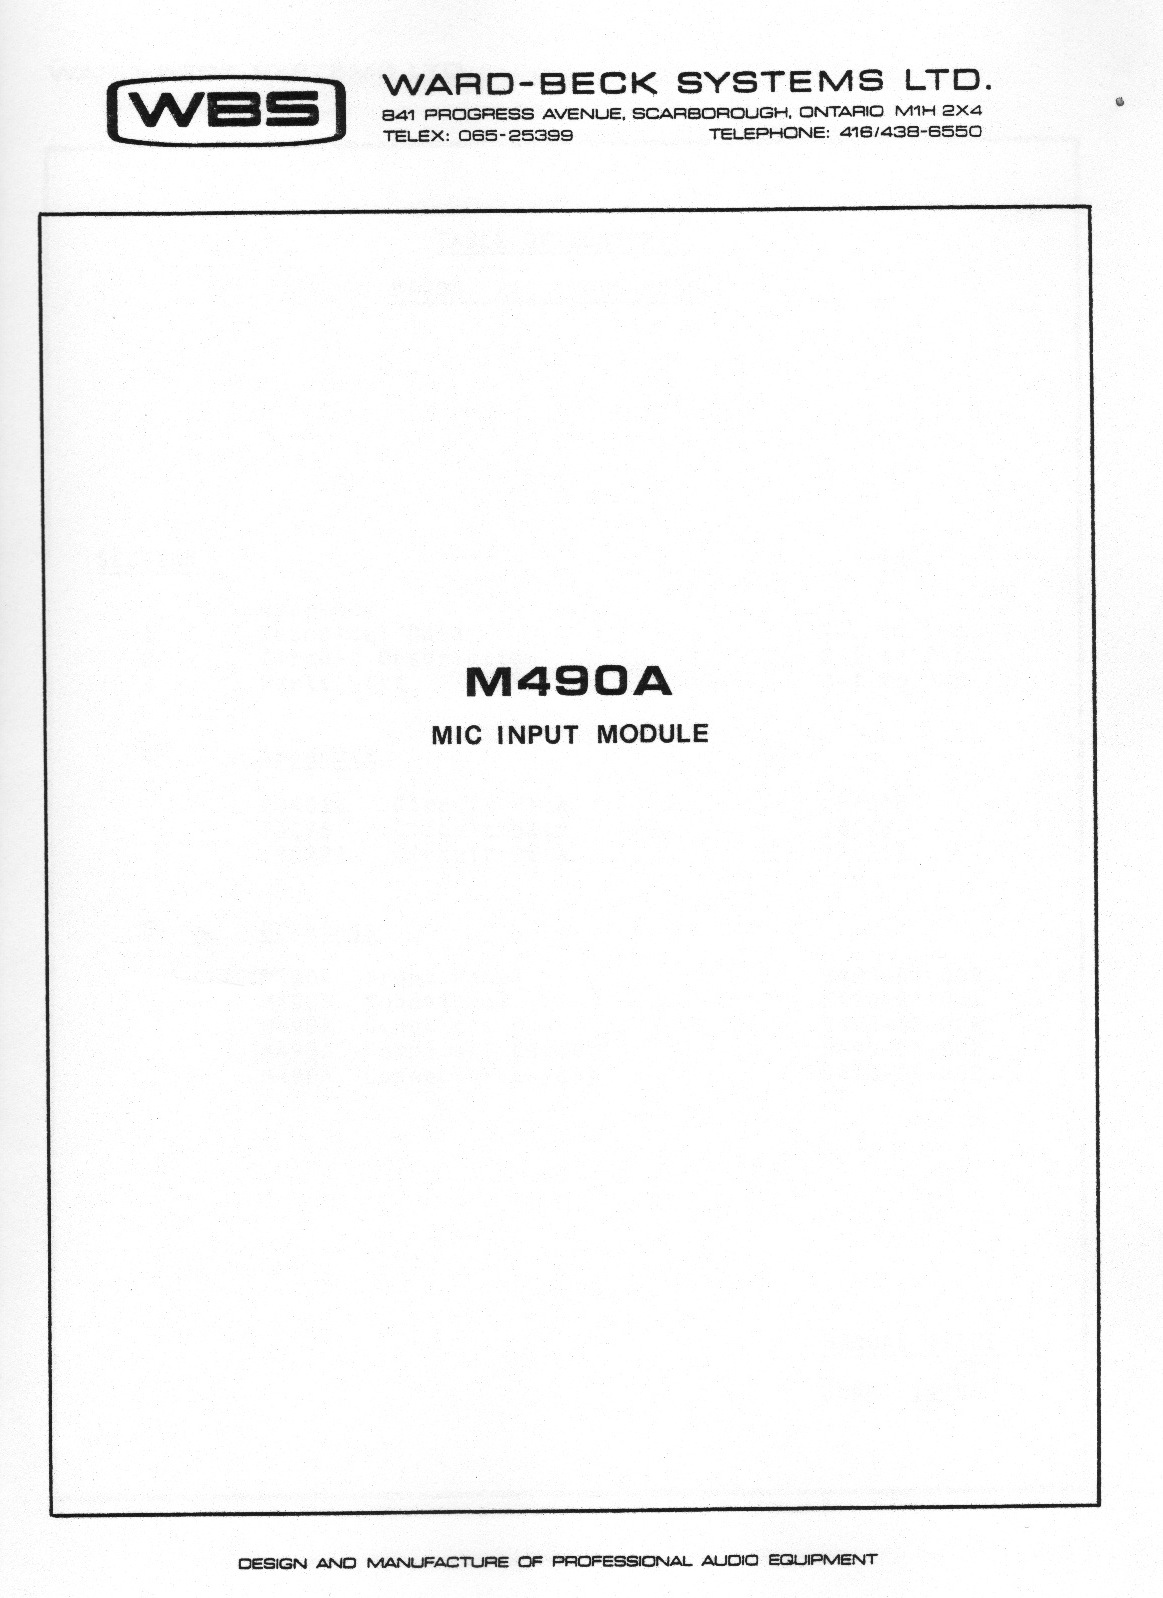 WBS
WARD-BECK SYSTEMS LTD.
841 PROGRESS AVENUE, SCARBOROUGH, ONTARIO M1H 2X4
TELEX: 065-25399 TELEPHONE: 416/438-6550
M490A
MIC INPUT MODULE
DESIGN AND MANUFACTURE OF PROFESSIONAL AUDIO EQUIPMENT